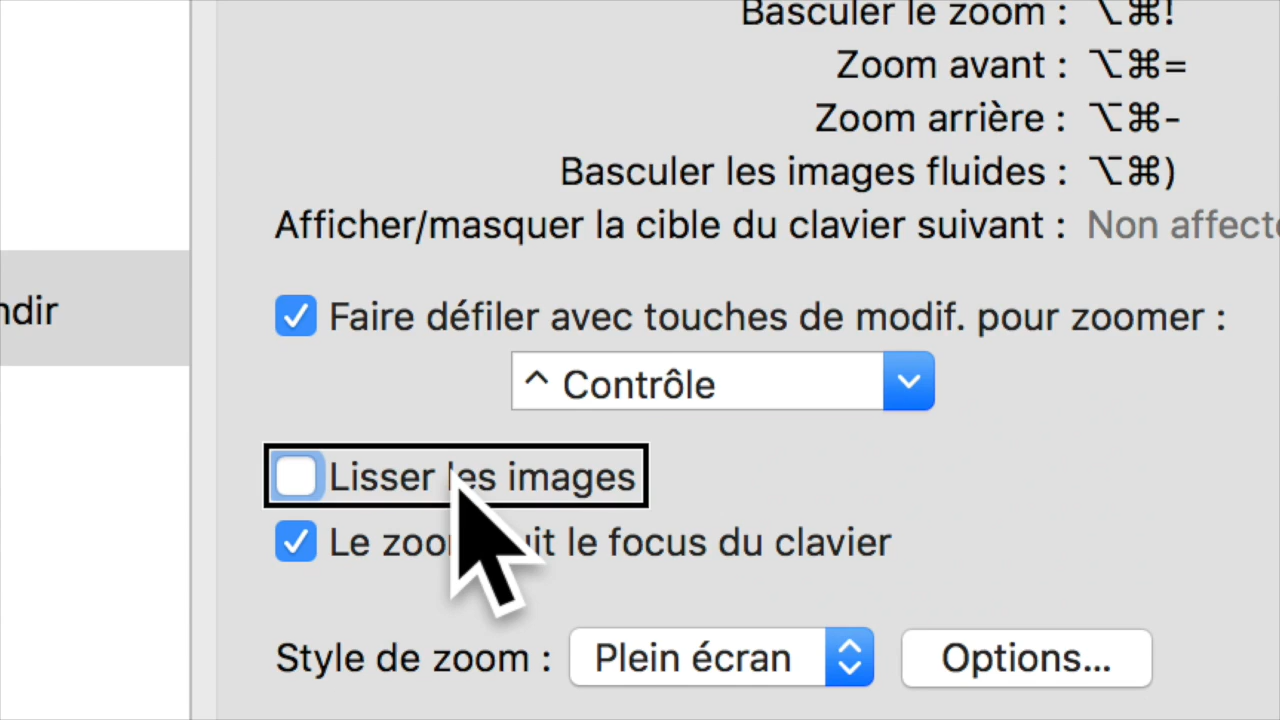 Basculer le zoom : ⌥⌘!
Zoom avant : ⌥⌘=
Zoom arrière : ⌥⌘-
Basculer les images fluides : ⌥⌘)
Afficher/masquer la cible du clavier suivant : Non affecté
ndir
Faire défiler avec touches de modif. pour zoomer :
^ Contrôle
Lisser les images
Le zoom suit le focus du clavier
Style de zoom : Plein écran Options...